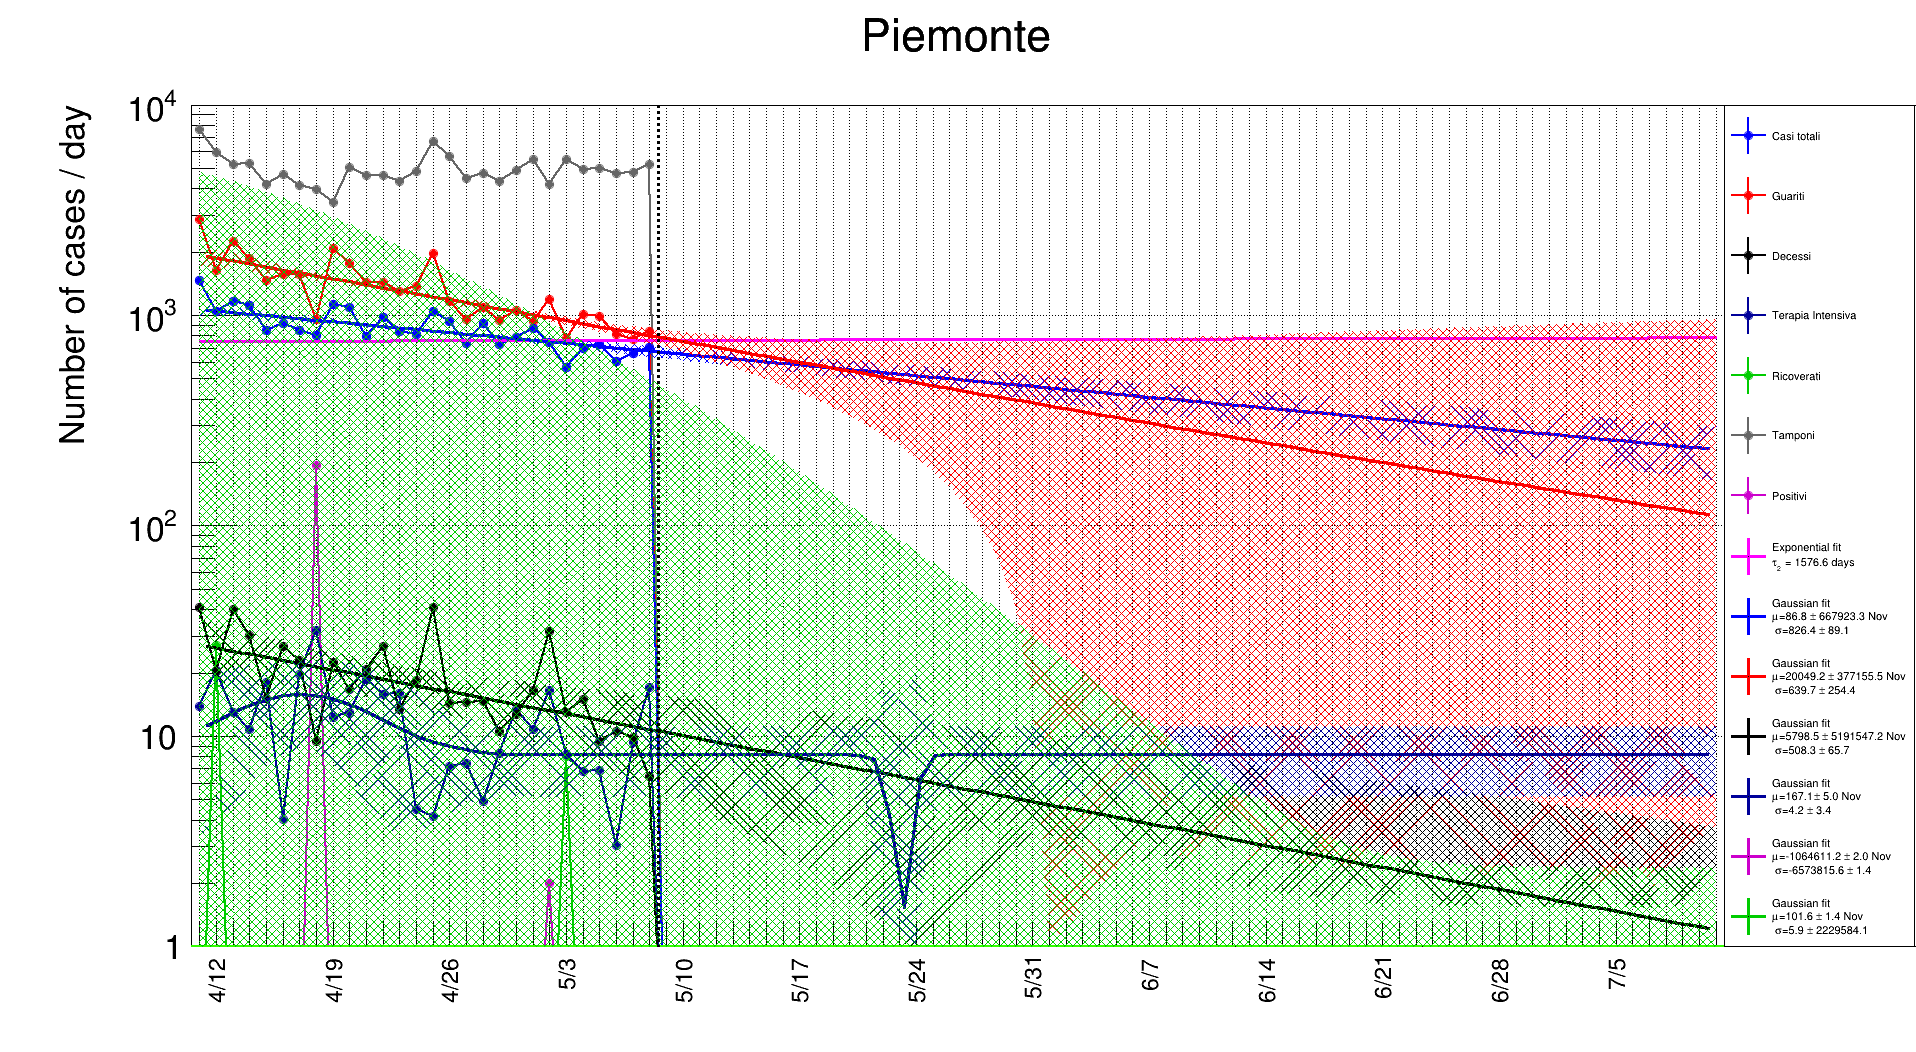 Piemonte
Number of cases / day
10^4
10^3
10^2
10
1
4/12
4/19
4/26
5/3
5/10
5/17
5/24
5/31
6/7
6/14
6/21
6/28
7/5
Casi totali
Guariti
Decessi
Terapia Intensiva
Ricoverati
Tamponi
Positivi
Exponential fit
τ₂ = 1576.6 days
Gaussian fit
μ=86.8 ± 667923.3 Nov
σ=826.4 ± 89.1
Gaussian fit
μ=20049.2 ± 377155.5 Nov
σ=639.7 ± 254.4
Gaussian fit
μ=5798.5 ± 5191547.2 Nov
σ=508.3 ± 65.7
Gaussian fit
μ=167.1 ± 5.0 Nov
σ=4.2 ± 3.4
Gaussian fit
μ=-1064611.2 ± 2.0 Nov
σ=-6573815.6 ± 1.4
Gaussian fit
μ=101.6 ± 1.4 Nov
σ=5.9 ± 2229584.1